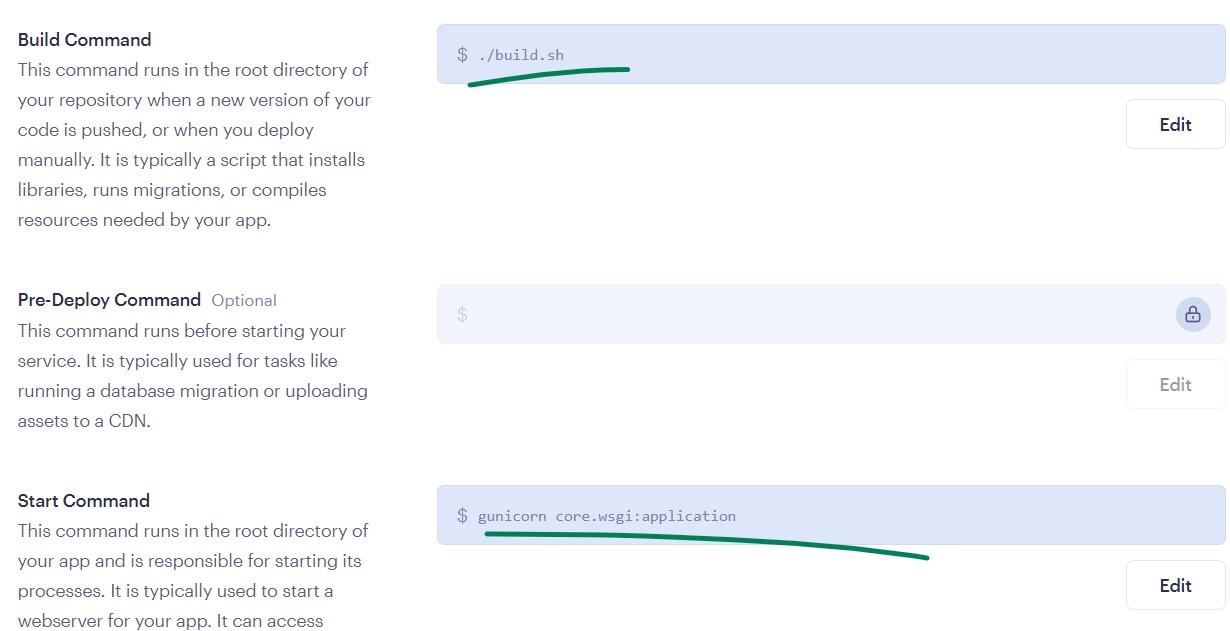 Build Command
This command runs in the root directory of
your repository when a new version of your
code is pushed, or when you deploy
manually. It is typically a script that installs
libraries, runs migrations, or compiles
resources needed by your app.
$ ./build.sh
Edit
Pre-Deploy Command Optional
This command runs before starting your
service. It is typically used for tasks like
running a database migration or uploading
assets to a CDN.
$
Edit
Start Command
This command runs in the root directory of
your app and is responsible for starting its
processes. It is typically used to start a
webserver for your app. It can access
$ gunicorn core.wsgi:application
Edit